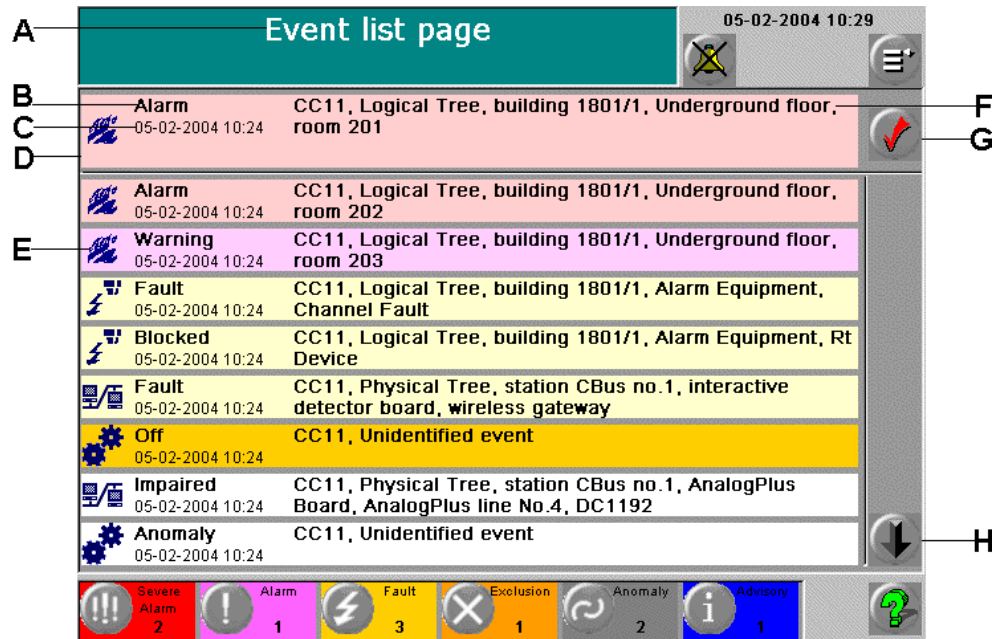 A
Event list page
05-02-2004 10:29
B
Alarm
CC11, Logical Tree, building 1801/1, Underground floor,
F
C
05-02-2004 10:24
room 201
G
D
Alarm
CC11, Logical Tree, building 1801/1, Underground floor,
05-02-2004 10:24
room 202
E
Warning
CC11, Logical Tree, building 1801/1, Underground floor,
05-02-2004 10:24
room 203
Fault
CC11, Logical Tree, building 1801/1, Alarm Equipment,
05-02-2004 10:24
Channel Fault
Blocked
CC11, Logical Tree, building 1801/1, Alarm Equipment, Rt
05-02-2004 10:24
Device
Fault
CC11, Physical Tree, station CBus no.1, interactive
05-02-2004 10:24
detector board, wireless gateway
Off
CC11, Unidentified event
05-02-2004 10:24
Impaired
CC11, Physical Tree, station CBus no.1, AnalogPlus
05-02-2004 10:24
Board, AnalogPlus line No.4, DC1192
Anomaly
CC11, Unidentified event
05-02-2004 10:24
H
Severe
Alarm
2
Alarm
1
Fault
3
Exclusion
1
Anomaly
2
Advisory
1